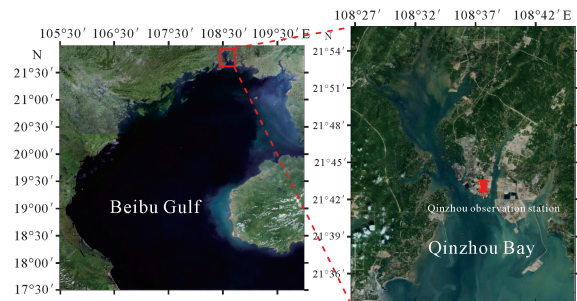 105°30′ 106°30′ 107°30′ 108°30′ 109°30′ E
N
21°30′
21°00′
20°30′
20°00′
19°30′
19°00′
18°30′
18°00′
17°30′
Beibu Gulf
108°27′ 108°32′ 108°37′ 108°42′ E
N
21°54′
21°51′
21°48′
21°45′
21°42′
21°39′
21°36′
Qinzhou observation station
Qinzhou Bay